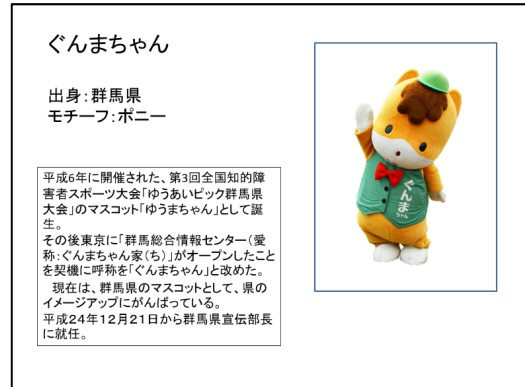 ぐんまちゃん
出身:群馬県
モチーフ:ポニー
平成6年に開催された、第3回全国知的障
害者スポーツ大会「ゆうあいピック群馬県
大会」のマスコット「ゆうまちゃん」として誕
生。
その後東京に「群馬総合情報センター(愛
称:ぐんまちゃん家(ち)」がオープンしたこと
を契機に呼称を「ぐんまちゃん」と改めた。
　現在は、群馬県のマスコットとして、県の
イメージアップにがんばっている。
平成24年12月21日から群馬県宣伝部長
に就任。
ぐんま
ちゃん